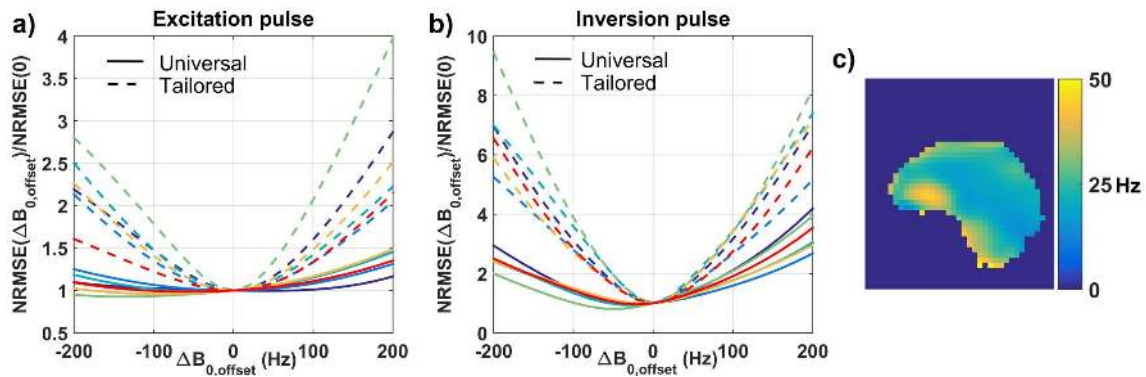 a) Excitation pulse
NRMSE(ΔB0,offset)/NRMSE(0)
4
3.5
3
2.5
2
1.5
1
0.5
Universal
Tailored
-200 -100 0 100 200
ΔB0,offset (Hz)
b) Inversion pulse
NRMSE(ΔB0,offset)/NRMSE(0)
10
8
6
4
2
0
Universal
Tailored
-200 -100 0 100 200
ΔB0,offset (Hz)
c)
50
25 Hz
0